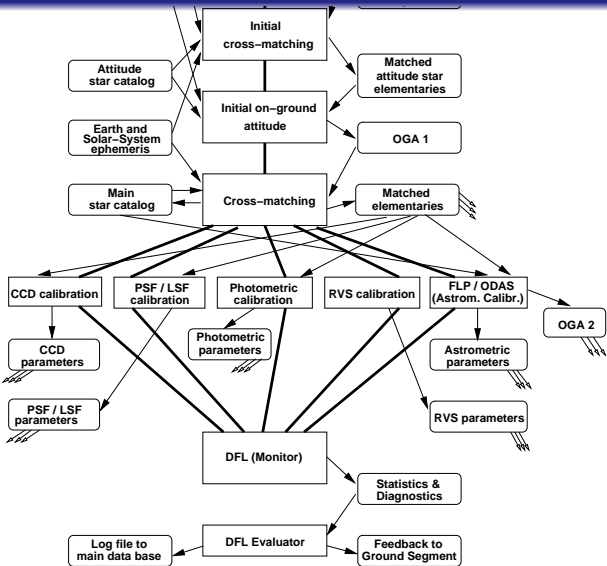 Initial
cross−matching
Attitude
star catalog
Matched
attitude star
elementaries
Initial on−ground
attitude
Earth and
Solar−System
ephemeris
OGA 1
Main
star catalog
Cross−matching
Matched
elementaries
CCD calibration
PSF / LSF
calibration
Photometric
calibration
RVS calibration
FLP / ODAS
(Astrom. Calibr.)
OGA 2
CCD
parameters
Photometric
parameters
Astrometric
parameters
PSF / LSF
parameters
RVS parameters
DFL (Monitor)
Statistics &
Diagnostics
Log file to
main data base
DFL Evaluator
Feedback to
Ground Segment